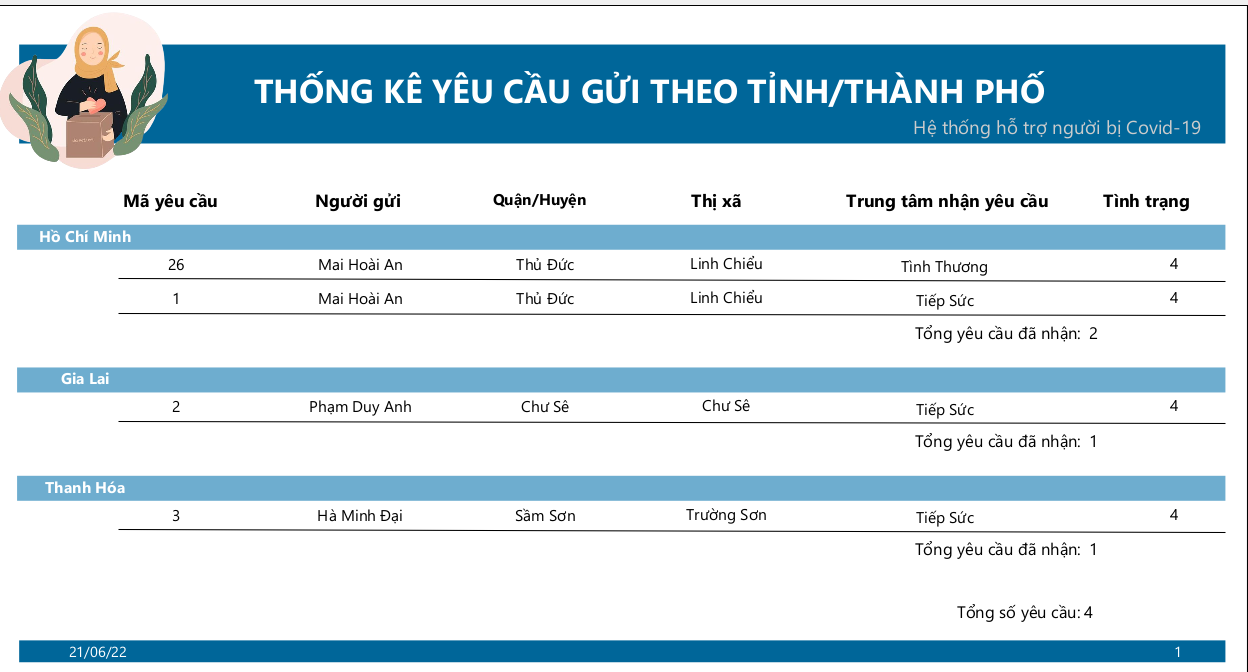 THỐNG KÊ YÊU CẦU GỬI THEO TỈNH/THÀNH PHỐ
Hệ thống hỗ trợ người bị Covid-19
Mã yêu cầu Người gửi Quận/Huyện Thị xã Trung tâm nhận yêu cầu Tình trạng
Hồ Chí Minh
26 Mai Hoài An Thủ Đức Linh Chiểu Tình Thương 4
1 Mai Hoài An Thủ Đức Linh Chiểu Tiếp Sức 4
Tổng yêu cầu đã nhận: 2
Gia Lai
2 Phạm Duy Anh Chư Sê Chư Sê Tiếp Sức 4
Tổng yêu cầu đã nhận: 1
Thanh Hóa
3 Hà Minh Đại Sầm Sơn Trường Sơn Tiếp Sức 4
Tổng yêu cầu đã nhận: 1
Tổng số yêu cầu: 4
21/06/22 1